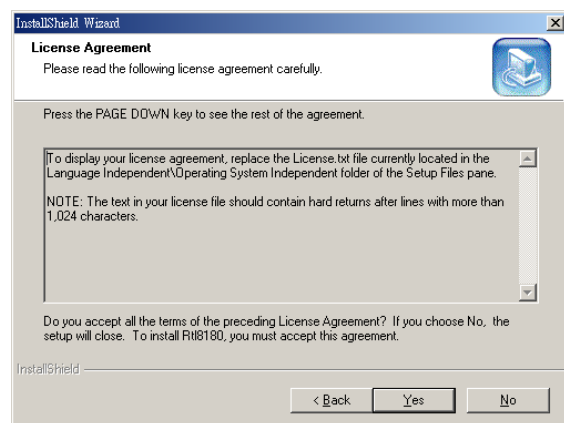 InstallShield Wizard
License Agreement
Please read the following license agreement carefully.
Press the PAGE DOWN key to see the rest of the agreement.
To display your license agreement, replace the License.txt file currently located in the
Language Independent\Operating System Independent folder of the Setup Files pane.
NOTE: The text in your license file should contain hard returns after lines with more than
1,024 characters.
Do you accept all the terms of the preceding License Agreement? If you choose No, the
setup will close. To install Rtl8180, you must accept this agreement.
InstallShield
< Back
Yes
No